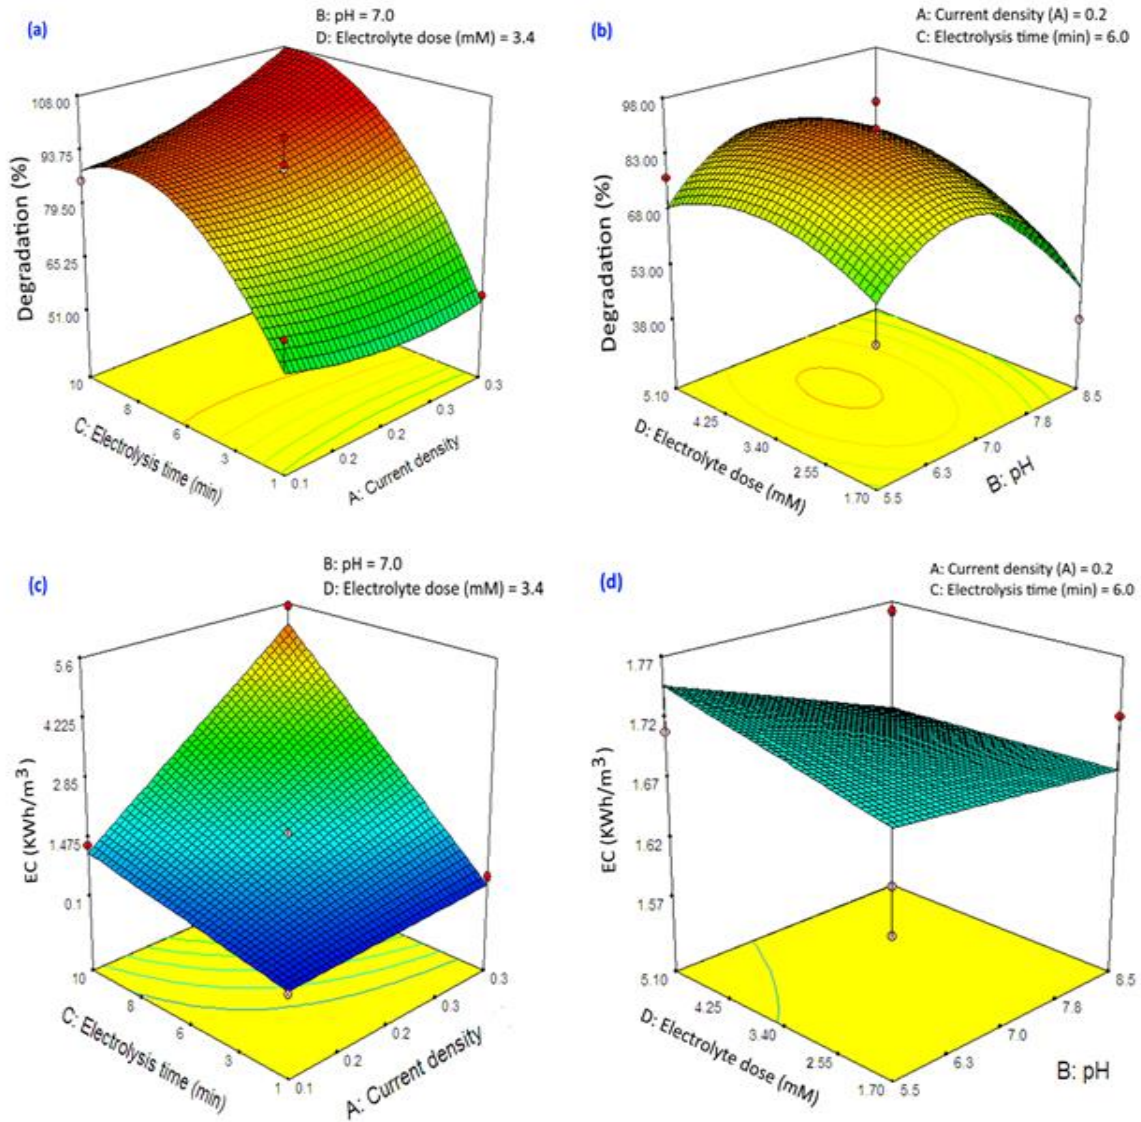 (a)
B: pH = 7.0
D: Electrolyte dose (mM) = 3.4
108.00
93.75
79.50
65.25
51.00
Degradation (%)
10
8
6
3
1
C: Electrolysis time (min)
0.1
0.2
0.2
0.3
0.3
A: Current density
(b)
A: Current density (A) = 0.2
C: Electrolysis time (min) = 6.0
98.00
83.00
68.00
53.00
38.00
Degradation (%)
5.10
4.25
3.40
2.55
1.70
D: Electrolyte dose (mM)
5.5
6.3
7.0
7.8
8.5
B: pH
(c)
B: pH = 7.0
D: Electrolyte dose (mM) = 3.4
5.6
4.225
2.85
1.475
0.1
EC (KWh/m³)
10
8
6
3
1
C: Electrolysis time (min)
0.1
0.2
0.2
0.3
0.3
A: Current density
(d)
A: Current density (A) = 0.2
C: Electrolysis time (min) = 6.0
1.77
1.72
1.67
1.62
1.57
EC (KWh/m³)
5.10
4.25
3.40
2.55
1.70
D: Electrolyte dose (mM)
5.5
6.3
7.0
7.8
8.5
B: pH